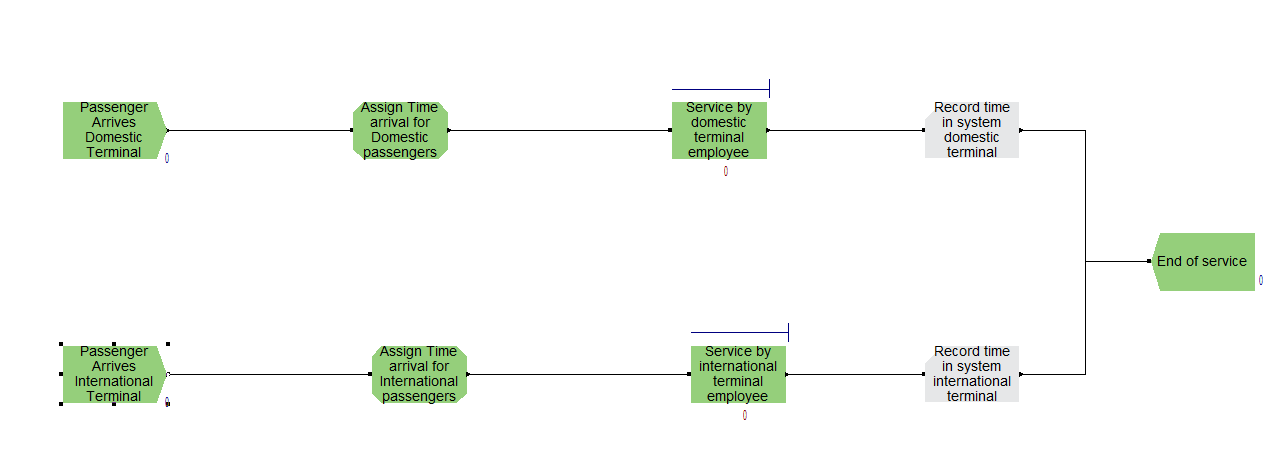 Passenger
Arrives
Domestic
Terminal
0
Assign Time
arrival for
Domestic
passengers
Service by
domestic
terminal
employee
0
Record time
in system
domestic
terminal
End of service
0
Passenger
Arrives
International
Terminal
0
Assign Time
arrival for
International
passengers
Service by
international
terminal
employee
0
Record time
in system
international
terminal